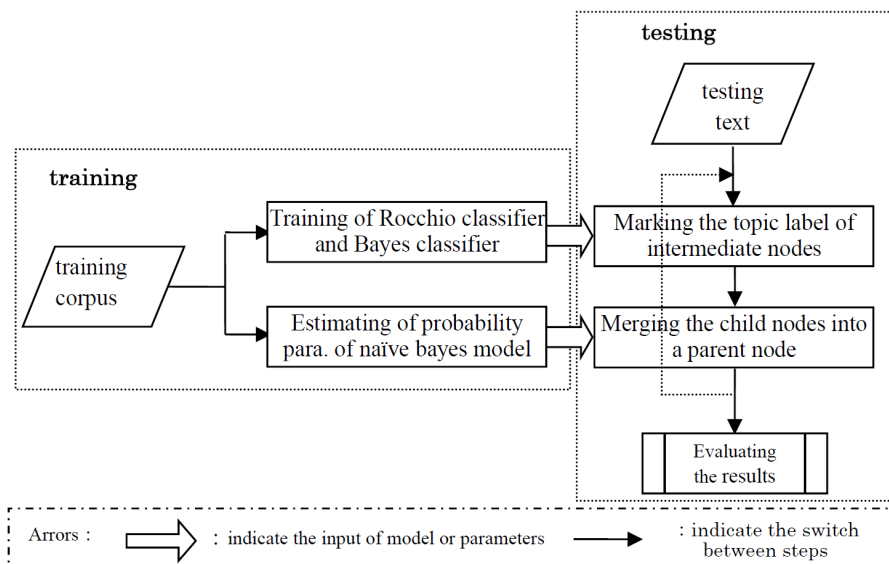 testing
testing
text
training
Training of Rocchio classifier
and Bayes classifier
Marking the topic label of
intermediate nodes
training
corpus
Estimating of probability
para. of naïve bayes model
Merging the child nodes into
a parent node
Evaluating
the results
Arrors :
: indicate the input of model or parameters
: indicate the switch
between steps